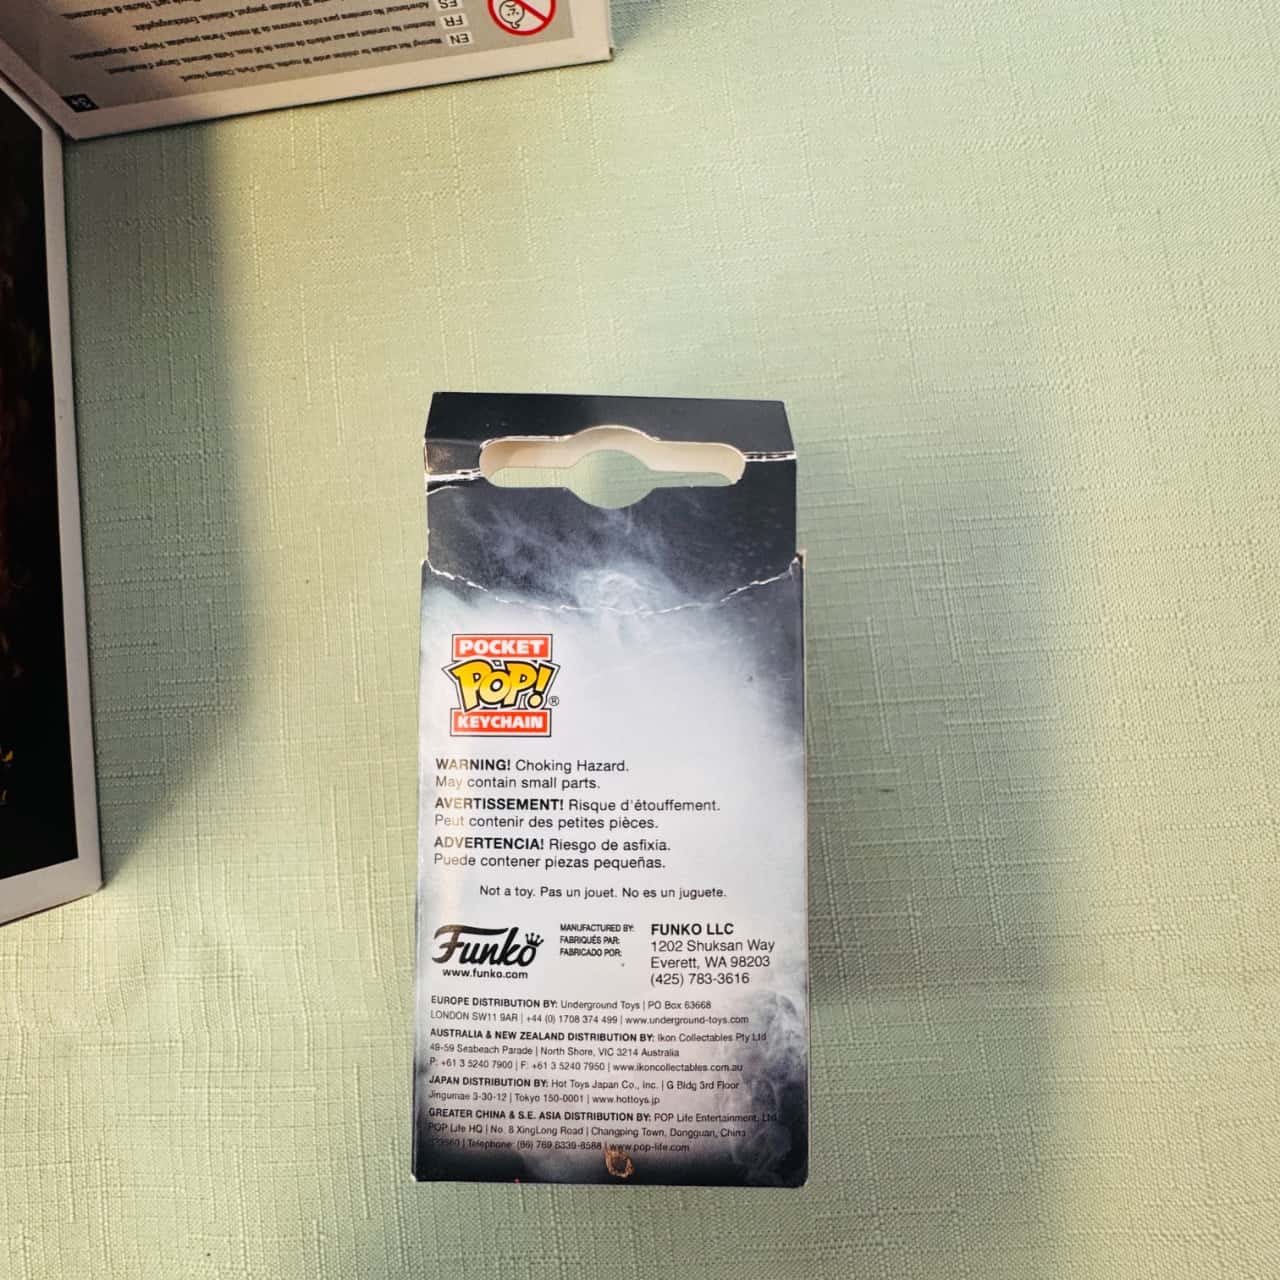 EN
FR
ES
3+
POCKET
POP!®
KEYCHAIN
WARNING! Choking Hazard.
May contain small parts.
AVERTISSEMENT! Risque d'étouffement.
Peut contenir des petites pièces.
ADVERTENCIA! Riesgo de asfixia.
Puede contener piezas pequeñas.
Not a toy. Pas un jouet. No es un juguete.
Funko
www.funko.com
MANUFACTURED BY:
FABRIQUÉS PAR:
FABRICADO POR:
FUNKO LLC
1202 Shuksan Way
Everett, WA 98203
(425) 783-3616
EUROPE DISTRIBUTION BY: Underground Toys | PO Box 63668
LONDON SW11 9AR | +44 (0) 1708 374 499 | www.underground-toys.com
AUSTRALIA & NEW ZEALAND DISTRIBUTION BY: Ikon Collectables Pty Ltd
49-59 Seabeach Parade | North Shore, VIC 3214 Australia
P: +61 3 5240 7900 | F: +61 3 5240 7950 | www.ikoncollectables.com.au
JAPAN DISTRIBUTION BY: Hot Toys Japan Co., Inc. | G Bldg 3rd Floor
Jingumae 3-30-12 | Tokyo 150-0001 | www.hottoys.jp
GREATER CHINA & S.E. ASIA DISTRIBUTION BY: POP Life Entertainment, Ltd
POP Life HQ | No. 8 XingLong Road | Changping Town, Dongguan, China
| Telephone: (86) 769 8339-8588 | www.pop-life.com